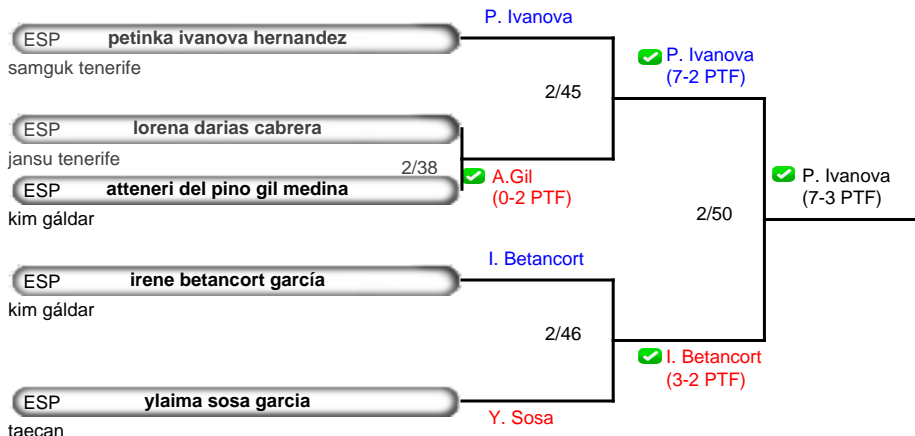 P. Ivanova
ESP petinka ivanova hernandez
samguk tenerife
P. Ivanova
(7-2 PTF)
2/45
ESP lorena darias cabrera
jansu tenerife
2/38
ESP atteneri del pino gil medina
kim gáldar
A.Gil
(0-2 PTF)
P. Ivanova
(7-3 PTF)
2/50
I. Betancort
ESP irene betancort garcía
kim gáldar
2/46
I. Betancort
(3-2 PTF)
ESP ylaima sosa garcia
taecan
Y. Sosa